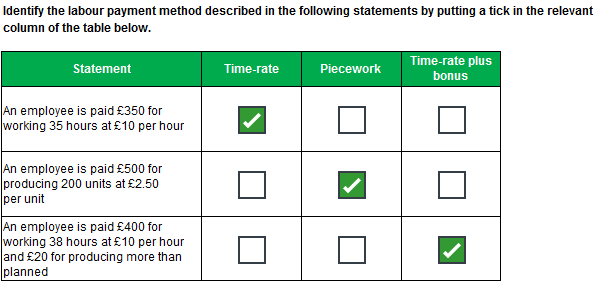 Identify the labour payment method described in the following statements by putting a tick in the relevant
column of the table below.
Statement
Time-rate
Piecework
Time-rate plus
bonus
An employee is paid £350 for
working 35 hours at £10 per hour
An employee is paid £500 for
producing 200 units at £2.50
per unit
An employee is paid £400 for
working 38 hours at £10 per hour
and £20 for producing more than
planned